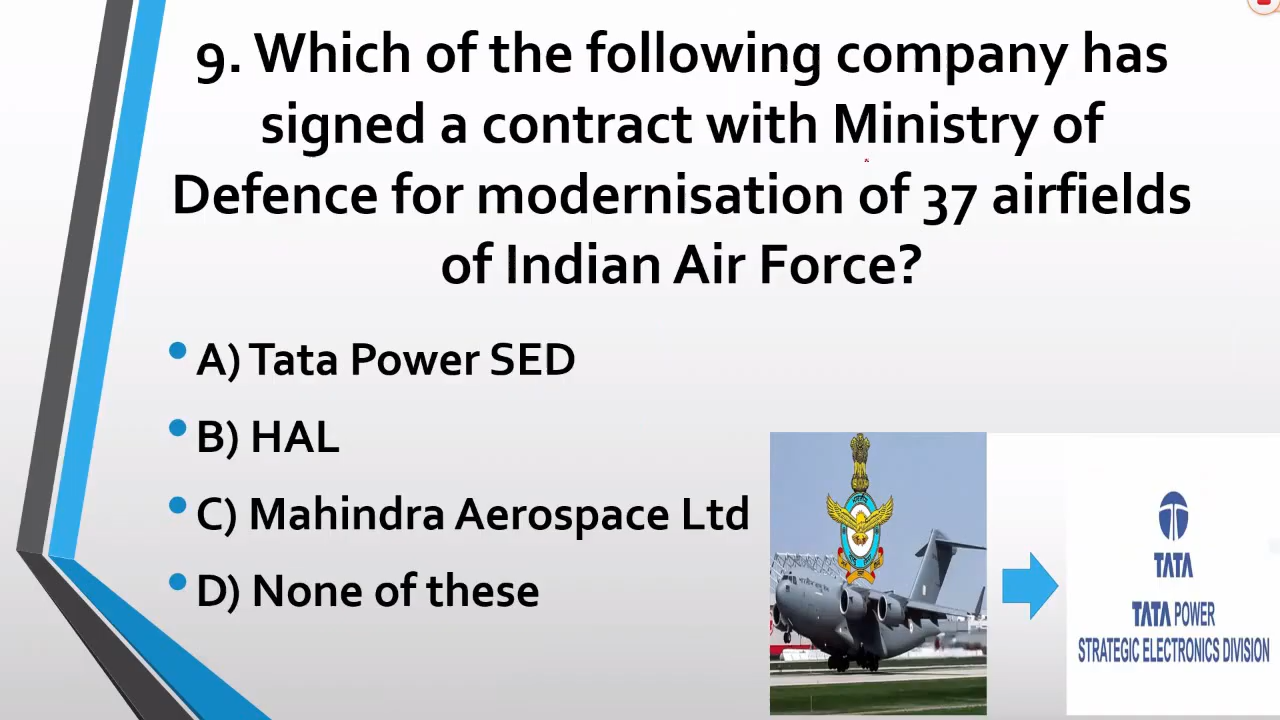 9. Which of the following company has
signed a contract with Ministry of
Defence for modernisation of 37 airfields
of Indian Air Force?
A) Tata Power SED
B) HAL
C) Mahindra Aerospace Ltd
D) None of these
TATA
TATA POWER
STRATEGIC ELECTRONICS DIVISION